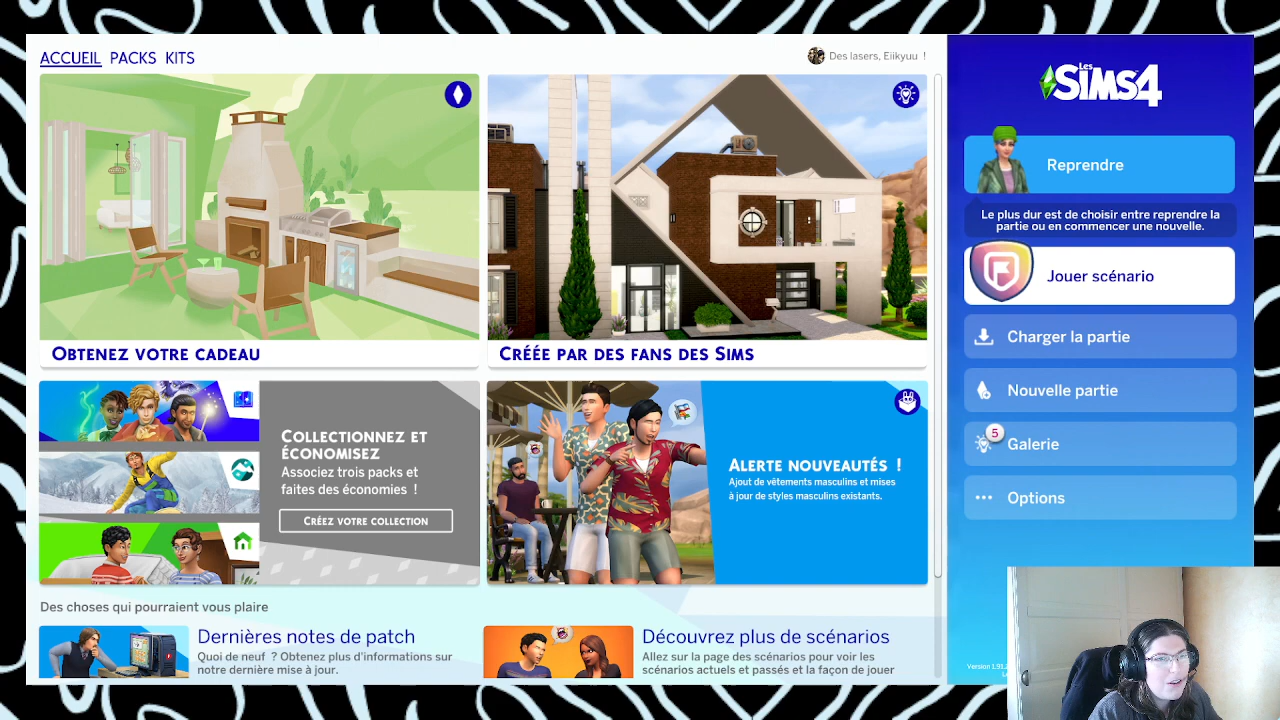 ACCUEIL PACKS KITS
Des lasers, Eiikyuu !
OBTENEZ VOTRE CADEAU
CRÉÉE PAR DES FANS DES SIMS
COLLECTIONNEZ ET
ÉCONOMISEZ
Associez trois packs et
faites des économies !
CRÉEZ VOTRE COLLECTION
ALERTE NOUVEAUTÉS !
Ajout de vêtements masculins et mises
à jour de styles masculins existants.
Des choses qui pourraient vous plaire
Dernières notes de patch
Quoi de neuf ? Obtenez plus d'informations sur
notre dernière mise à jour.
Découvrez plus de scénarios
Allez sur la page des scénarios pour voir les
scénarios actuels et passés et la façon de jouer
Les
SIMS4
Reprendre
Le plus dur est de choisir entre reprendre la
partie ou en commencer une nouvelle.
Jouer scénario
Charger la partie
Nouvelle partie
5
Galerie
Options
Version